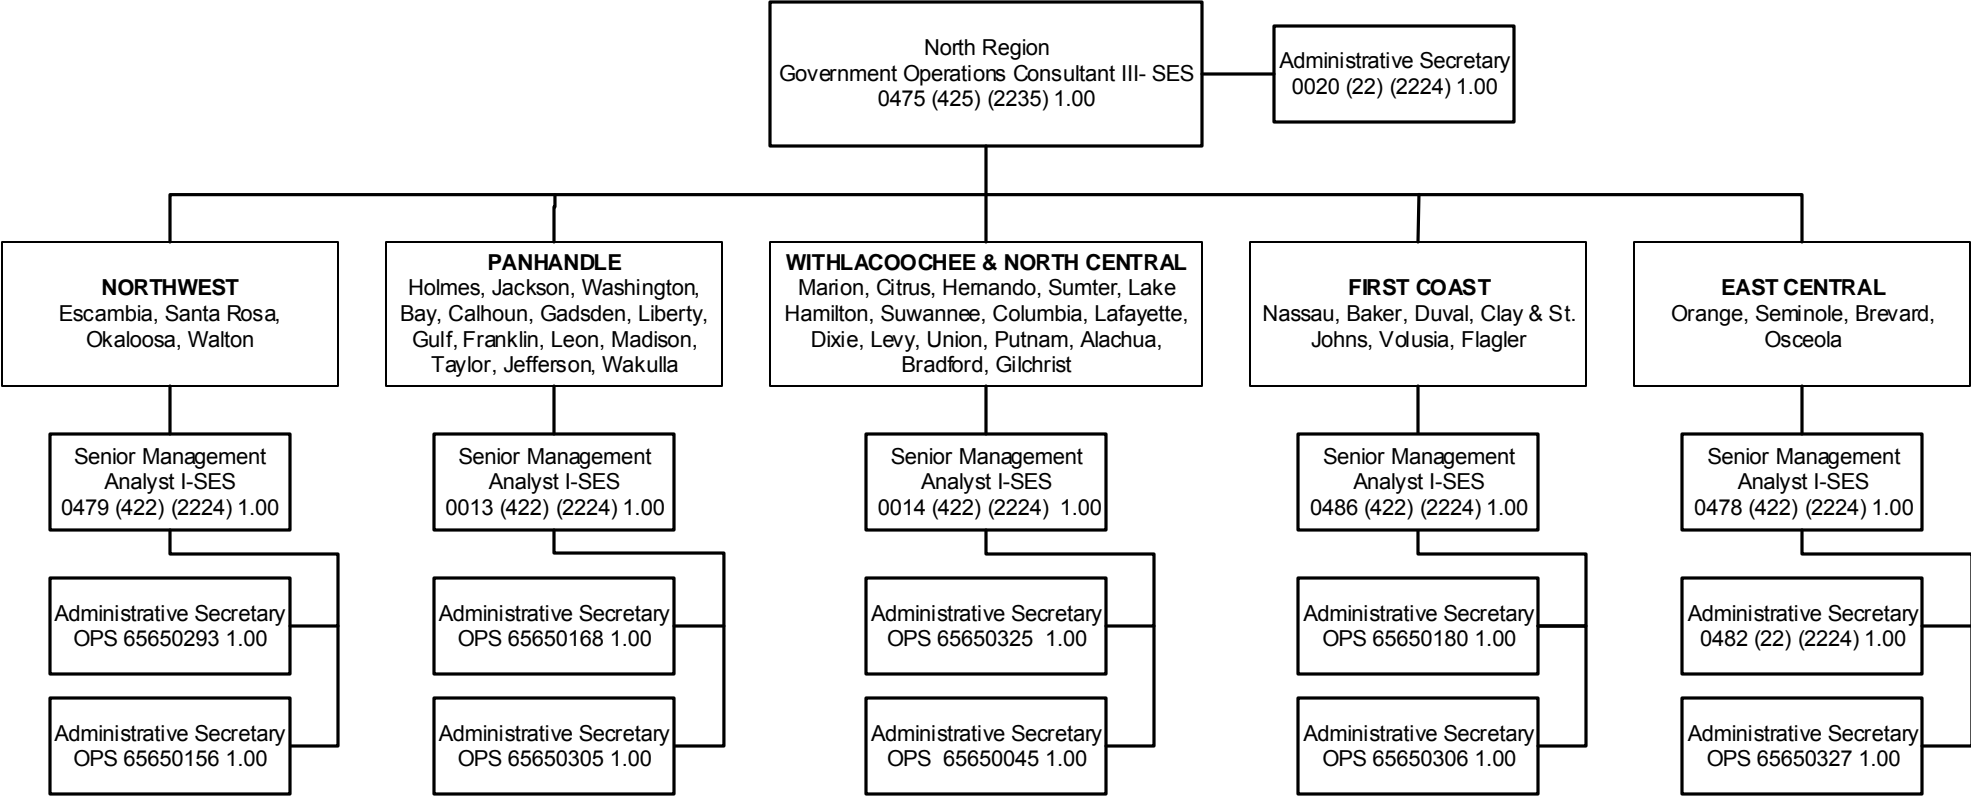 North Region
Government Operations Consultant III- SES
0475 (425) (2235) 1.00
Administrative Secretary
0020 (22) (2224) 1.00
NORTHWEST
Escambia, Santa Rosa,
Okaloosa, Walton
PANHANDLE
Holmes, Jackson, Washington,
Bay, Calhoun, Gadsden, Liberty,
Gulf, Franklin, Leon, Madison,
Taylor, Jefferson, Wakulla
WITHLACOOCHEE & NORTH CENTRAL
Marion, Citrus, Hernando, Sumter, Lake
Hamilton, Suwannee, Columbia, Lafayette,
Dixie, Levy, Union, Putnam, Alachua,
Bradford, Gilchrist
FIRST COAST
Nassau, Baker, Duval, Clay & St.
Johns, Volusia, Flagler
EAST CENTRAL
Orange, Seminole, Brevard,
Osceola
Senior Management
Analyst I-SES
0479 (422) (2224) 1.00
Senior Management
Analyst I-SES
0013 (422) (2224) 1.00
Senior Management
Analyst I-SES
0014 (422) (2224)  1.00
Senior Management
Analyst I-SES
0486 (422) (2224) 1.00
Senior Management
Analyst I-SES
0478 (422) (2224) 1.00
Administrative Secretary
OPS 65650293 1.00
Administrative Secretary
OPS 65650168 1.00
Administrative Secretary
OPS 65650325  1.00
Administrative Secretary
OPS 65650180 1.00
Administrative Secretary
0482 (22) (2224) 1.00
Administrative Secretary
OPS 65650156 1.00
Administrative Secretary
OPS 65650305 1.00
Administrative Secretary
OPS  65650045 1.00
Administrative Secretary
OPS 65650306 1.00
Administrative Secretary
OPS 65650327 1.00